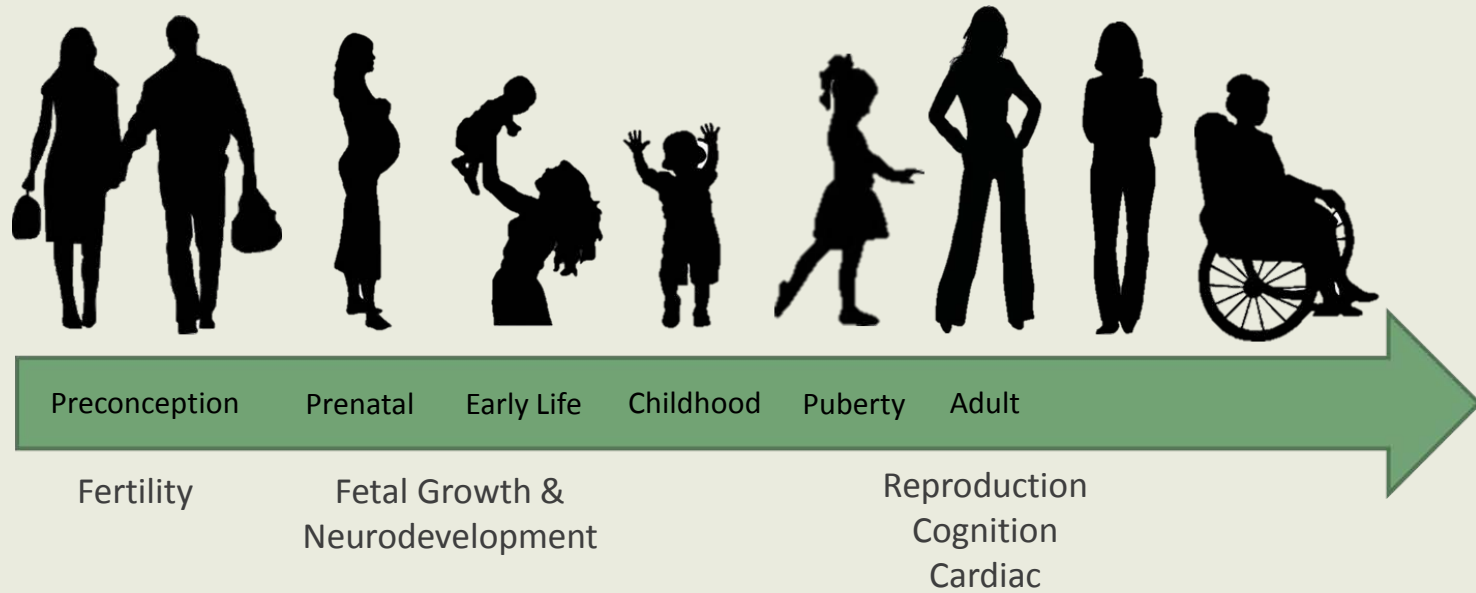 Preconception Prenatal Early Life Childhood Puberty Adult
Fertility
Fetal Growth &
Neurodevelopment
Reproduction
Cognition
Cardiac